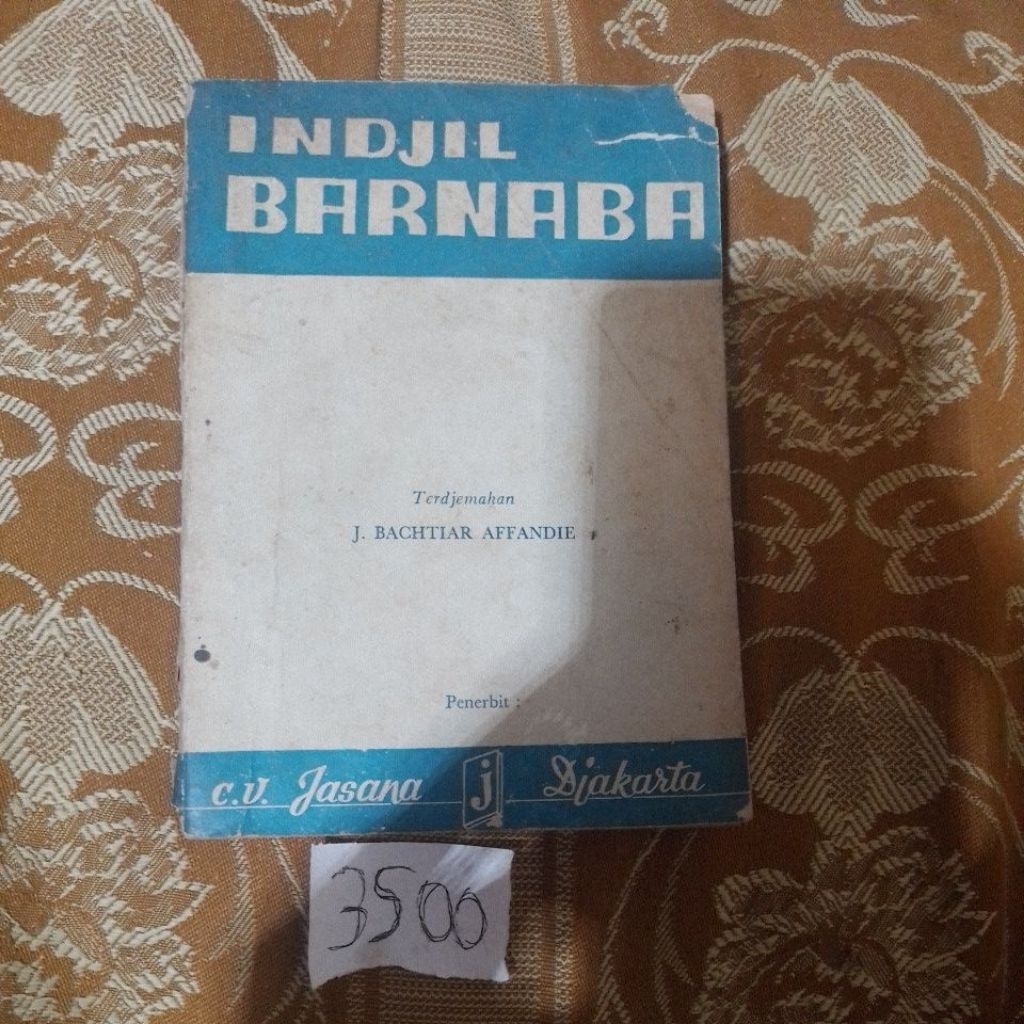 INDJIL
BARNABA
Terdjemahan
J. BACHTIAR AFFANDIE
Penerbit :
c.v. Jasana j Djakarta
3500